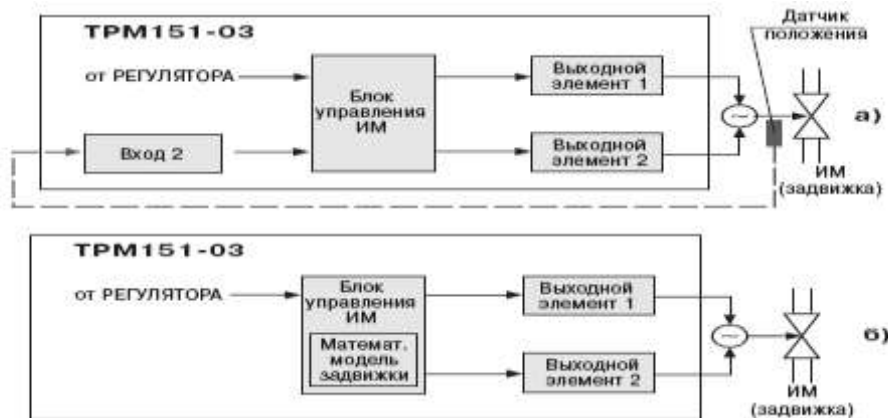 Датчик
положения
ТРМ151-03
от РЕГУЛЯТОРА
Блок
управления
ИМ
Выходной
элемент 1
а)
Вход 2
Выходной
элемент 2
ИМ
(задвижка)
ТРМ151-03
от РЕГУЛЯТОРА
Блок
управления
ИМ
Выходной
элемент 1
Математ.
модель
задвижки
Выходной
элемент 2
б)
ИМ
(задвижка)